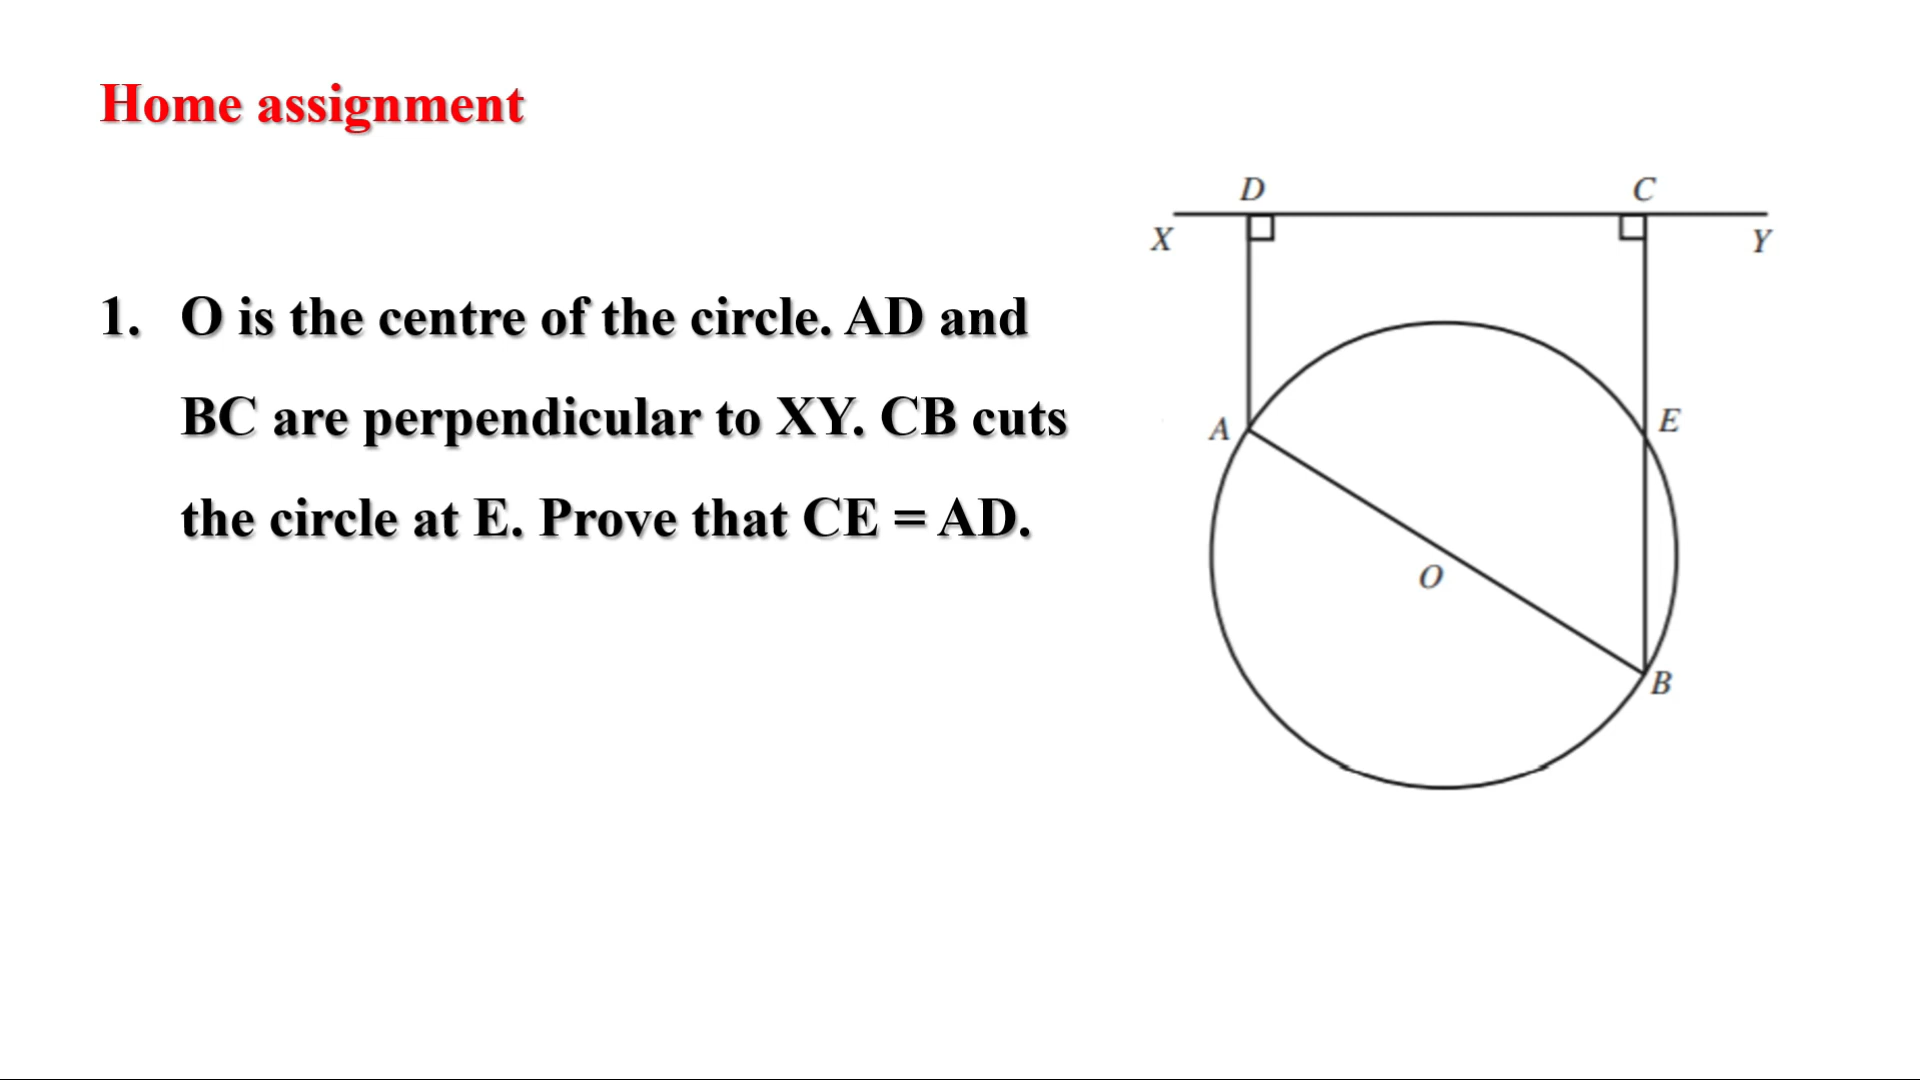 Home assignment
1. O is the centre of the circle. AD and
BC are perpendicular to XY. CB cuts
the circle at E. Prove that CE = AD.
D
C
X
Y
A
E
O
B